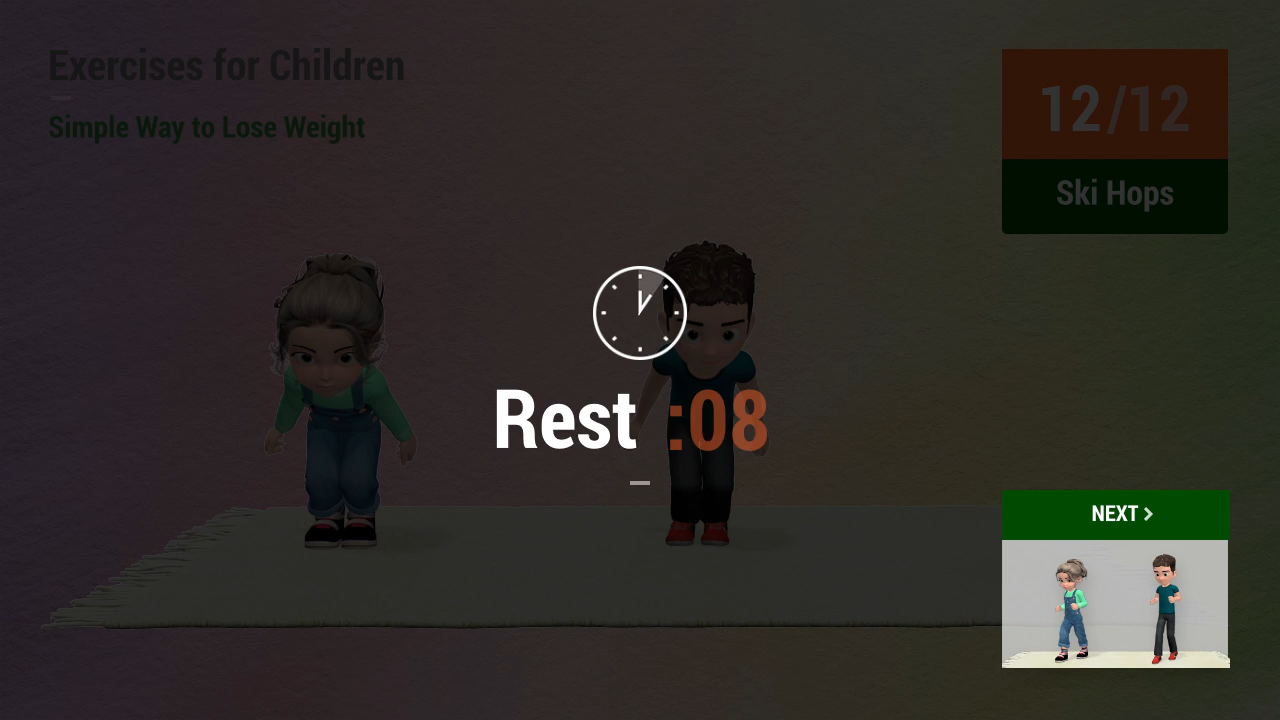 Exercises for Children
Simple Way to Lose Weight
12/12
Ski Hops
Rest :08
NEXT >